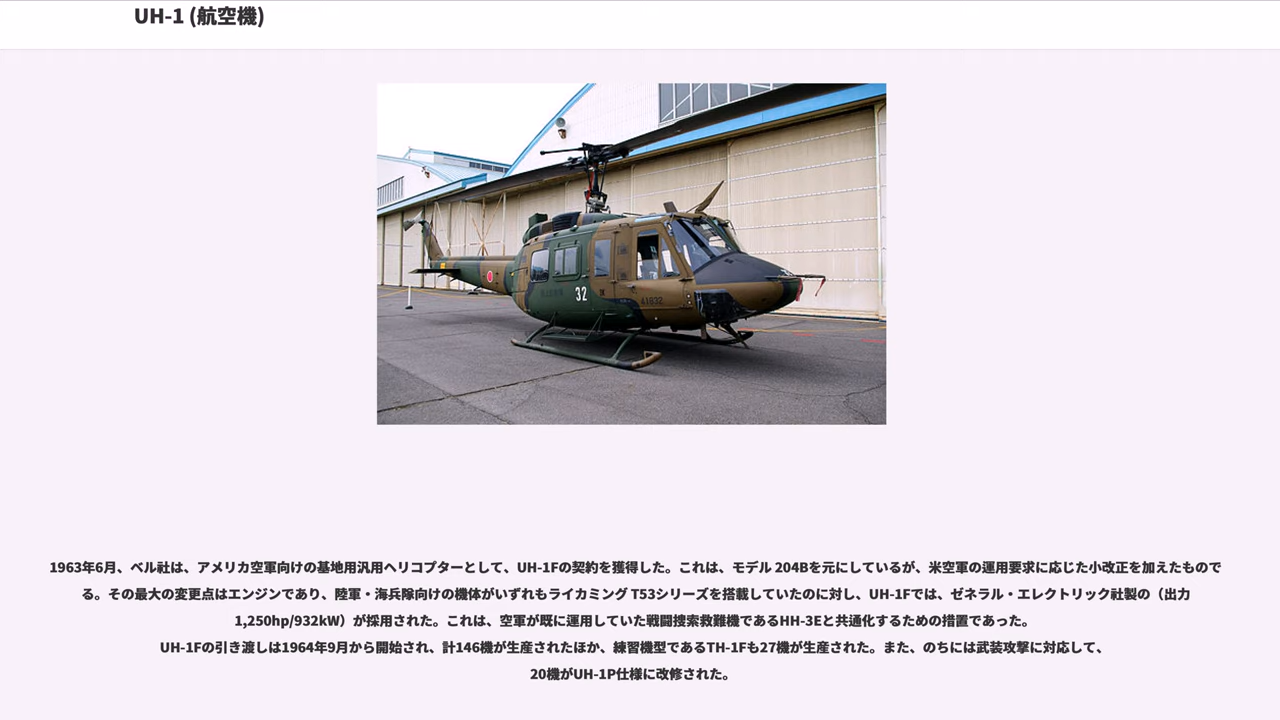 UH-1 (航空機)
32
41832
1963年6月、ベル社は、アメリカ空軍向けの基地用汎用ヘリコプターとして、UH-1Fの契約を獲得した。これは、モデル 204Bを元にしているが、米空軍の運用要求に応じた小改正を加えたもので
る。その最大の変更点はエンジンであり、陸軍・海兵隊向けの機体がいずれもライカミング T53シリーズを搭載していたのに対し、UH-1Fでは、ゼネラル・エレクトリック社製の（出力
1,250hp/932kW）が採用された。これは、空軍が既に運用していた戦闘捜索救難機であるHH-3Eと共通化するための措置であった。
UH-1Fの引き渡しは1964年9月から開始され、計146機が生産されたほか、練習機型であるTH-1Fも27機が生産された。また、のちには武装攻撃に対応して、
20機がUH-1P仕様に改修された。